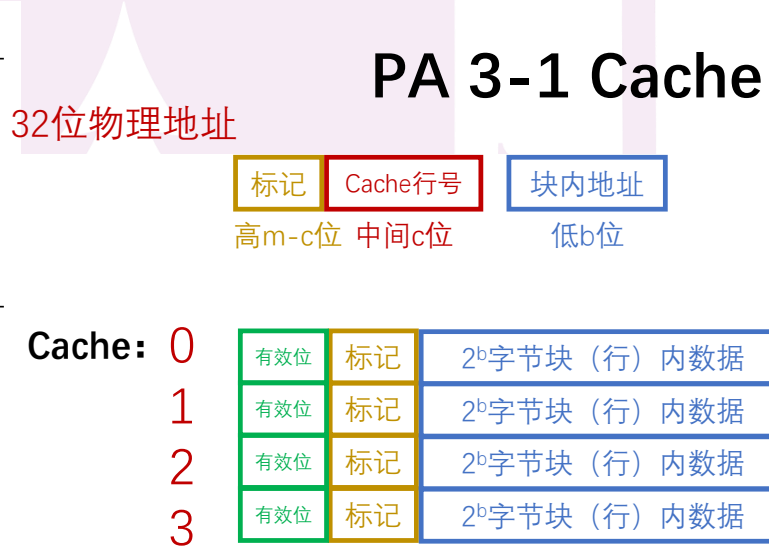 PA 3-1 Cache
32位物理地址
标记 Cache行号 块内地址
高m-c位 中间c位 低b位
Cache: 0 有效位 标记 2ᵇ字节块（行）内数据
1 有效位 标记 2ᵇ字节块（行）内数据
2 有效位 标记 2ᵇ字节块（行）内数据
3 有效位 标记 2ᵇ字节块（行）内数据